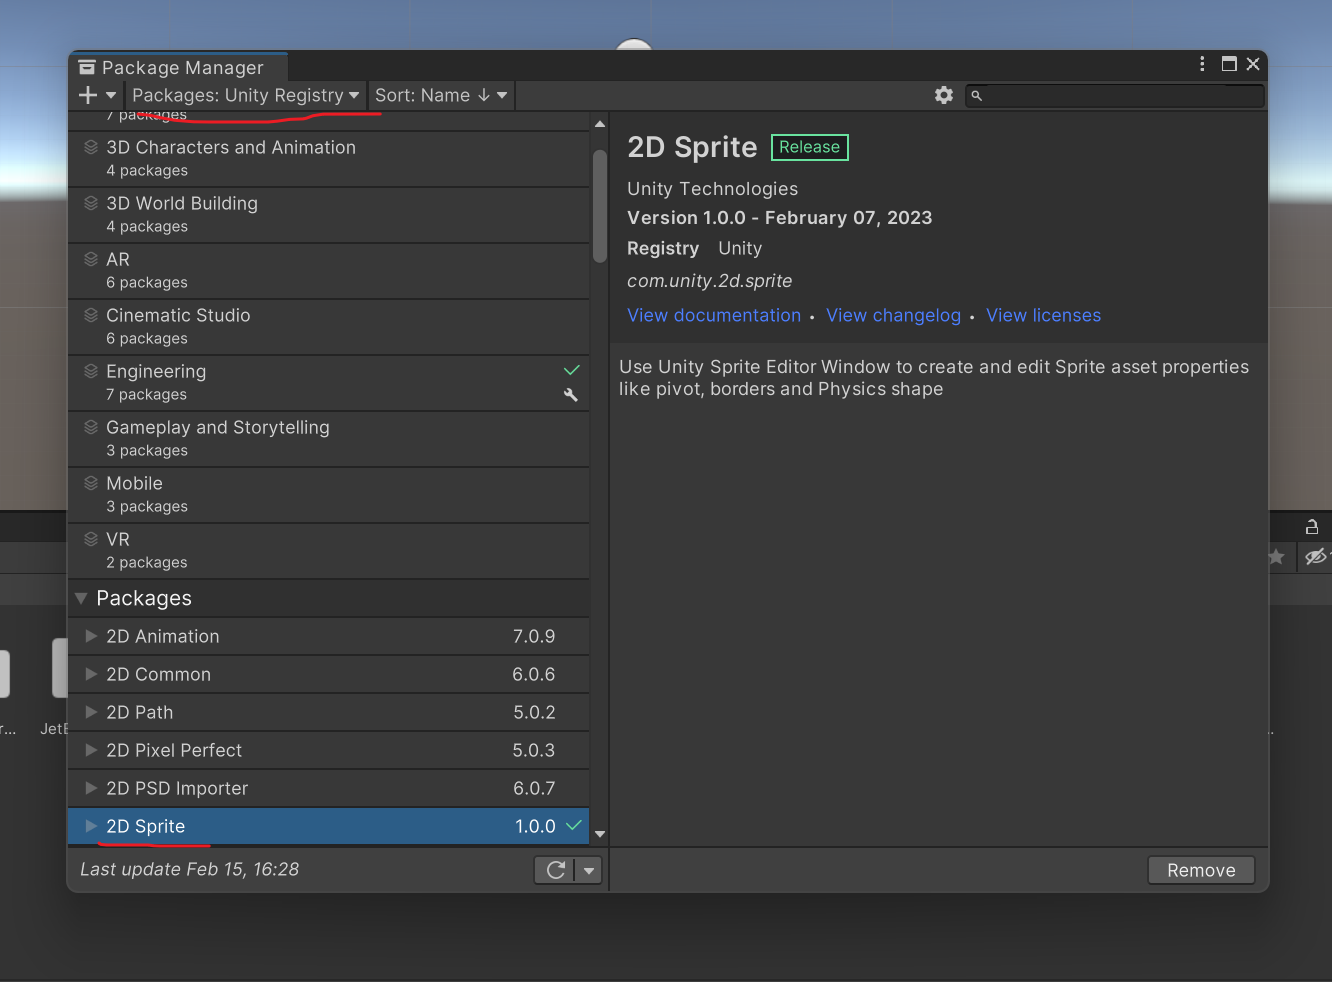 Package Manager
Packages: Unity Registry
Sort: Name ↓
7 packages
3D Characters and Animation
4 packages
3D World Building
4 packages
AR
6 packages
Cinematic Studio
6 packages
Engineering
7 packages
Gameplay and Storytelling
3 packages
Mobile
3 packages
VR
2 packages
Packages
2D Animation 7.0.9
2D Common 6.0.6
2D Path 5.0.2
2D Pixel Perfect 5.0.3
2D PSD Importer 6.0.7
2D Sprite 1.0.0
Last update Feb 15, 16:28
2D Sprite Release
Unity Technologies
Version 1.0.0 - February 07, 2023
Registry Unity
com.unity.2d.sprite
View documentation • View changelog • View licenses
Use Unity Sprite Editor Window to create and edit Sprite asset properties
like pivot, borders and Physics shape
Remove
r...